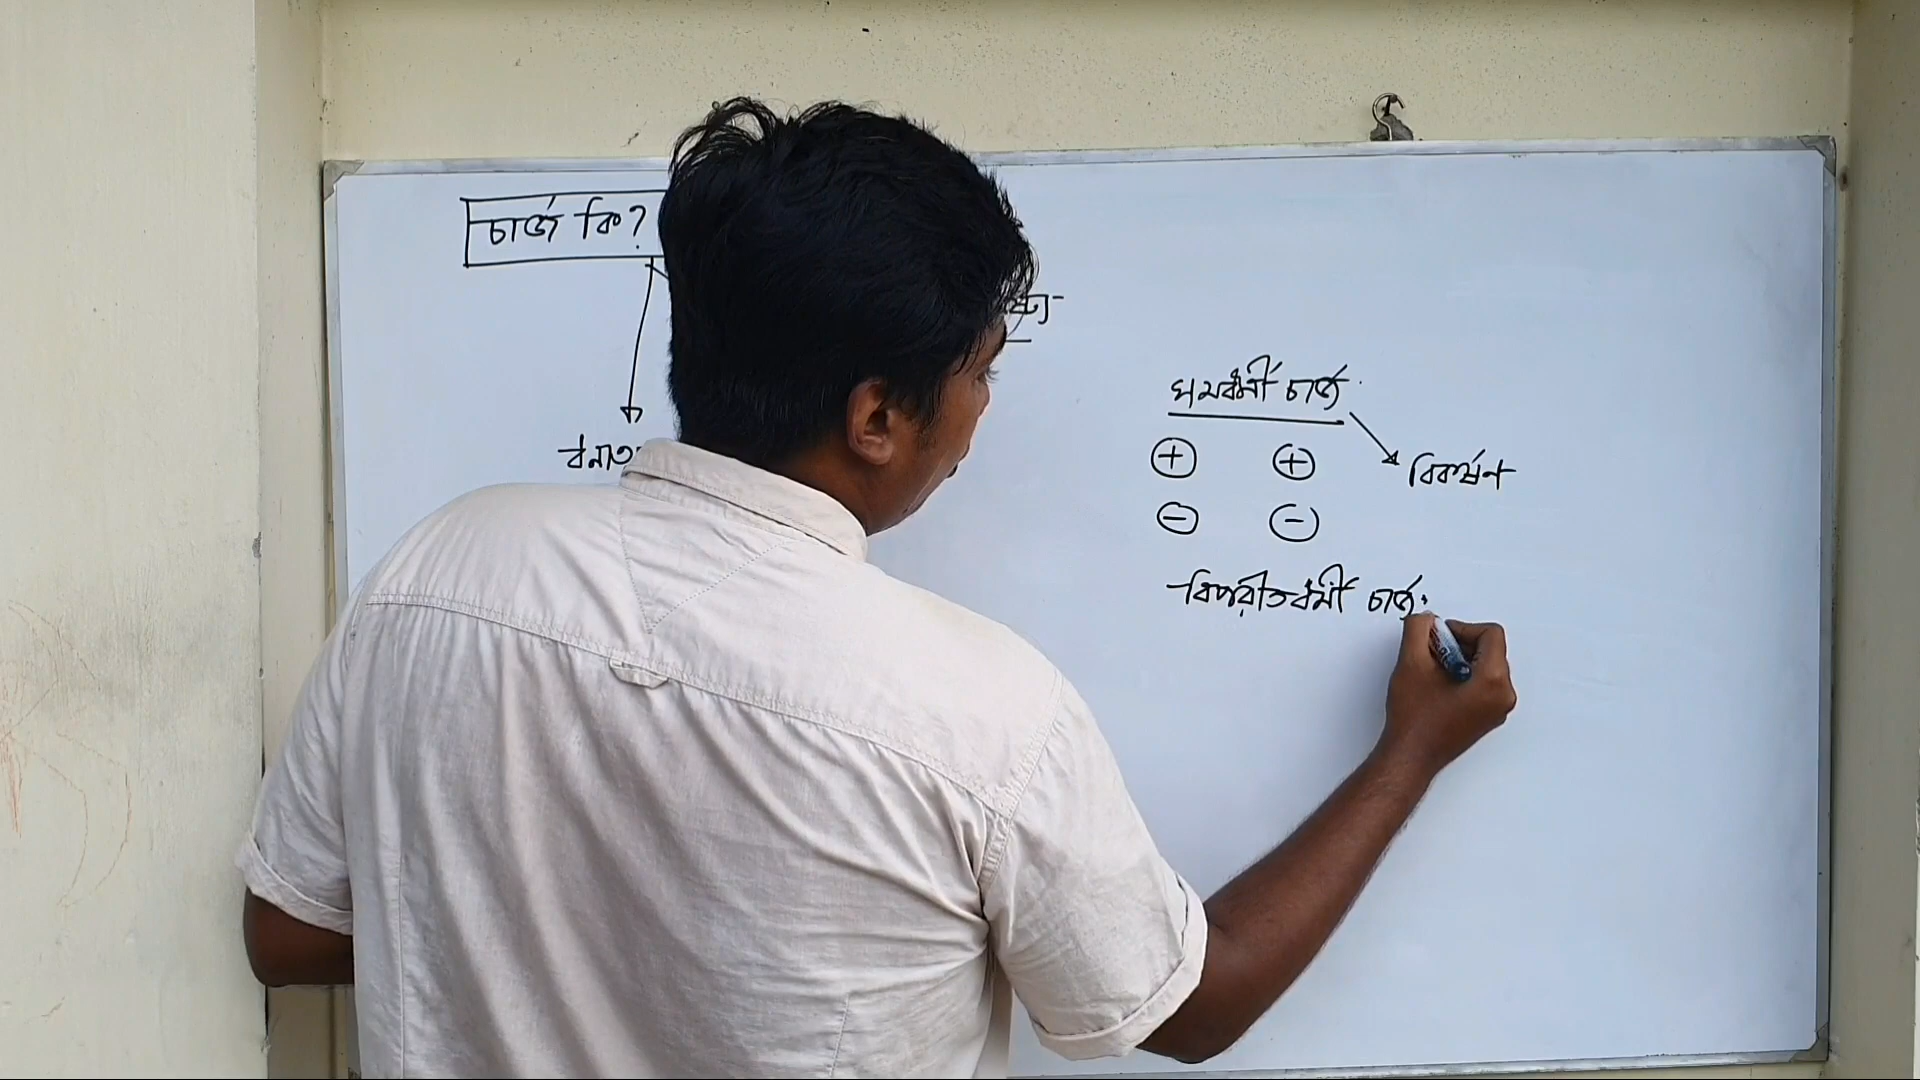 চার্জ কি?
সমধর্মী চার্জ
+ +
বিকর্ষণ
- -
বিপরীতধর্মী চার্জ